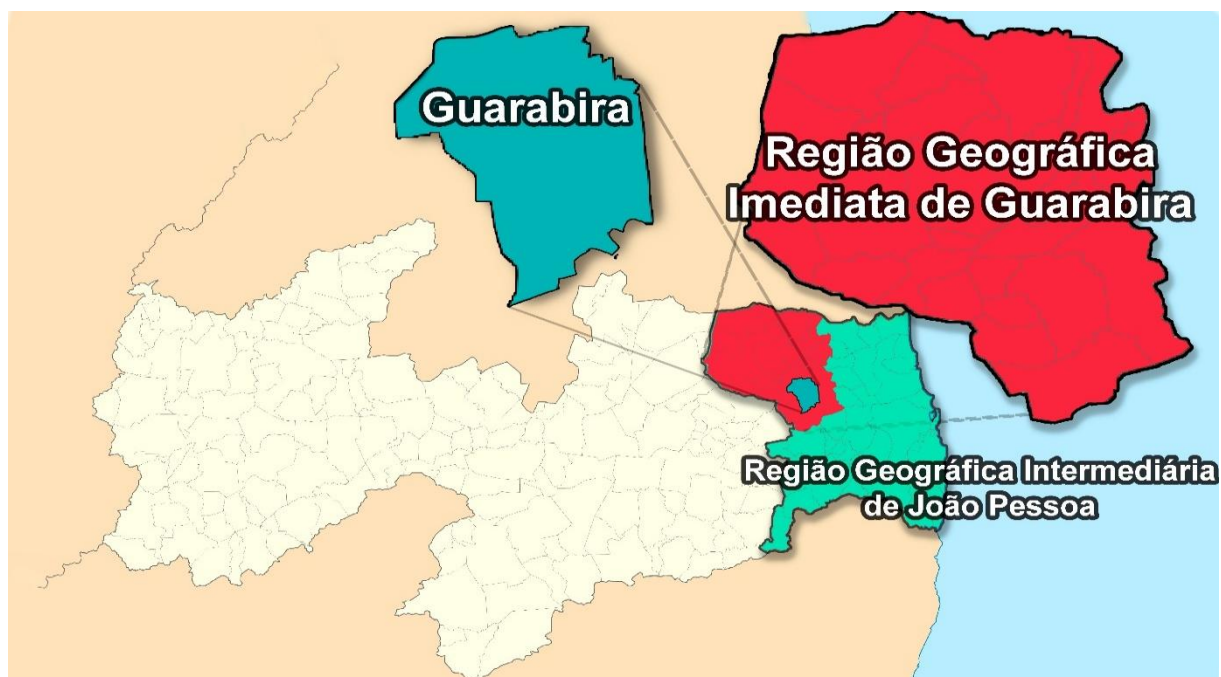 Guarabira
Região Geográfica
Imediata de Guarabira
Região Geográfica Intermediária
de João Pessoa